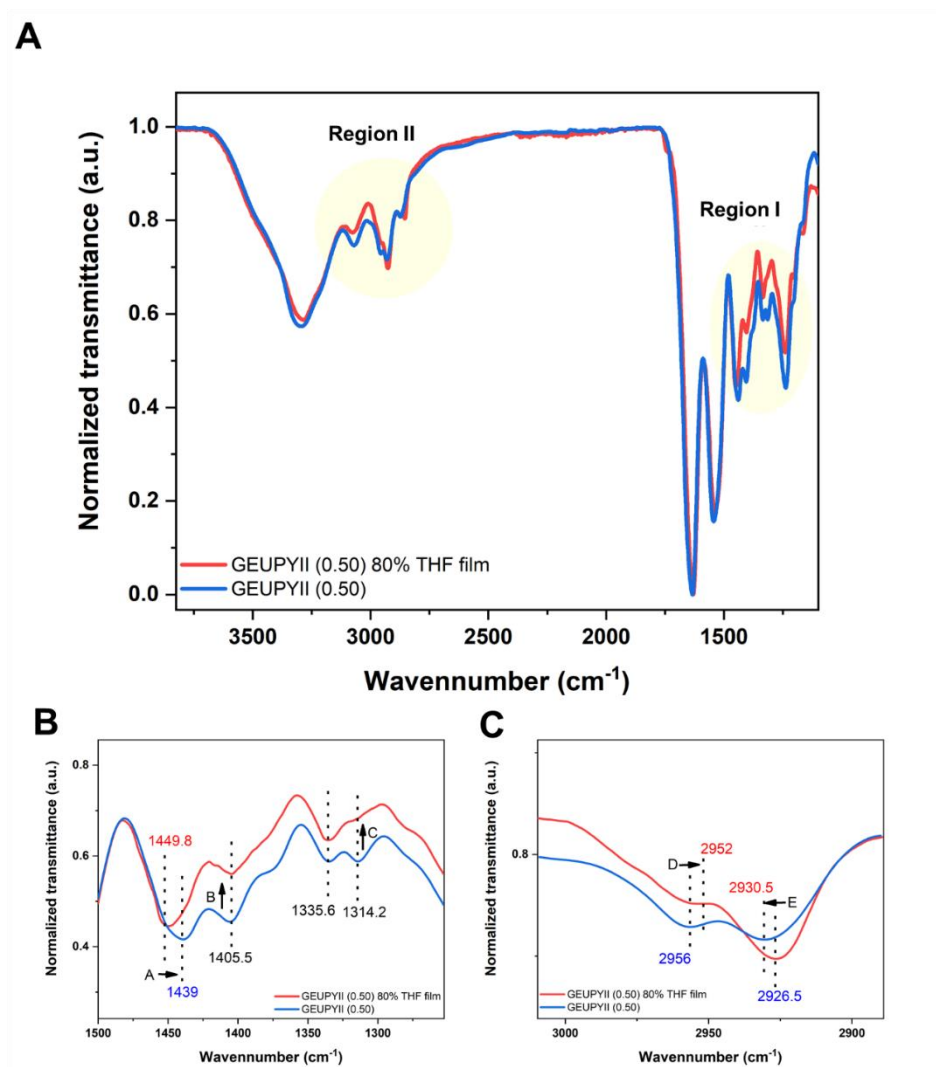 A
Region II
Region I
1.0
0.8
0.6
0.4
0.2
0.0
Normalized transmittance (a.u.)
GEUPYII (0.50) 80% THF film
GEUPYII (0.50)
3500
3000
2500
2000
1500
Wavennumber (cm-1)
B
0.8
0.6
0.4
Normalized transmittance (a.u.)
1449.8
A
1439
B
1405.5
1335.6
C
1314.2
GEUPYII (0.50) 80% THF film
GEUPYII (0.50)
1500
1450
1400
1350
1300
Wavennumber (cm-1)
C
0.8
Normalized transmittance (a.u.)
D
2952
2930.5
E
2956
2926.5
GEUPYII (0.50) 80% THF film
GEUPYII (0.50)
3000
2950
2900
Wavennumber (cm-1)